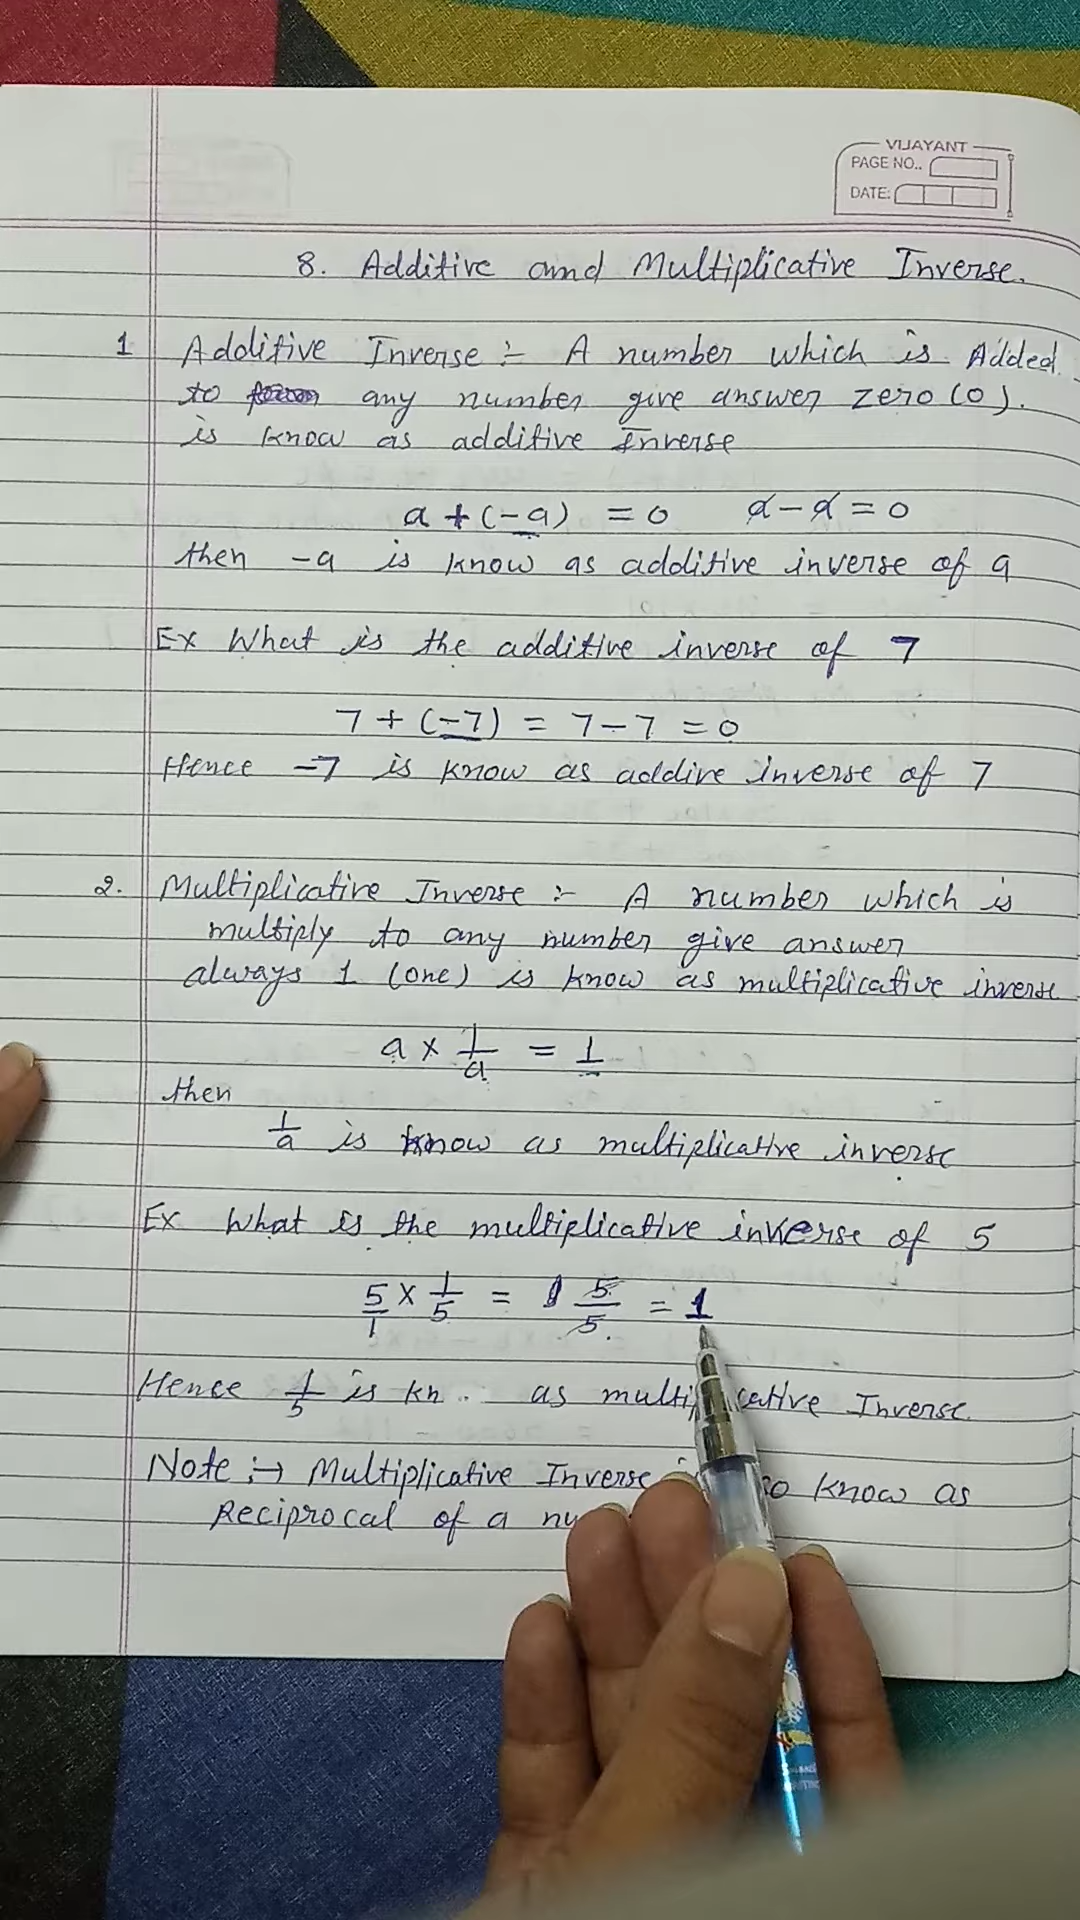 VIJAYANT
PAGE NO..
DATE:
8. Additive and Multiplicative Inverse.
1 Additive Inverse :- A number which is Added
to any number give answer zero (0).
is know as additive Inverse
a + (-a) = 0 a - a = 0
then -a is know as additive inverse of a
Ex What is the additive inverse of 7
7 + (-7) = 7 - 7 = 0
Hence -7 is know as addive inverse of 7
2. Multiplicative Inverse :- A number which is
multiply to any number give answer
always 1 (one) is know as multiplicative inverse
a × 1/a = 1
then
1/a is know as multiplicative inverse
Ex What is the multiplicative inverse of 5
5/1 × 1/5 = 5/5 = 1
Hence 1/5 is kn as multiplicative Inverse.
Note :→ Multiplicative Inverse know as
Reciprocal of a